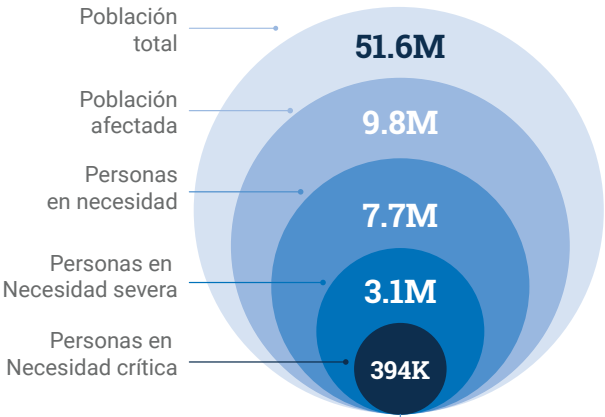 Población
total
51.6M
Población
afectada
9.8M
Personas
en necesidad
7.7M
Personas en
Necesidad severa
3.1M
Personas en
Necesidad crítica
394K